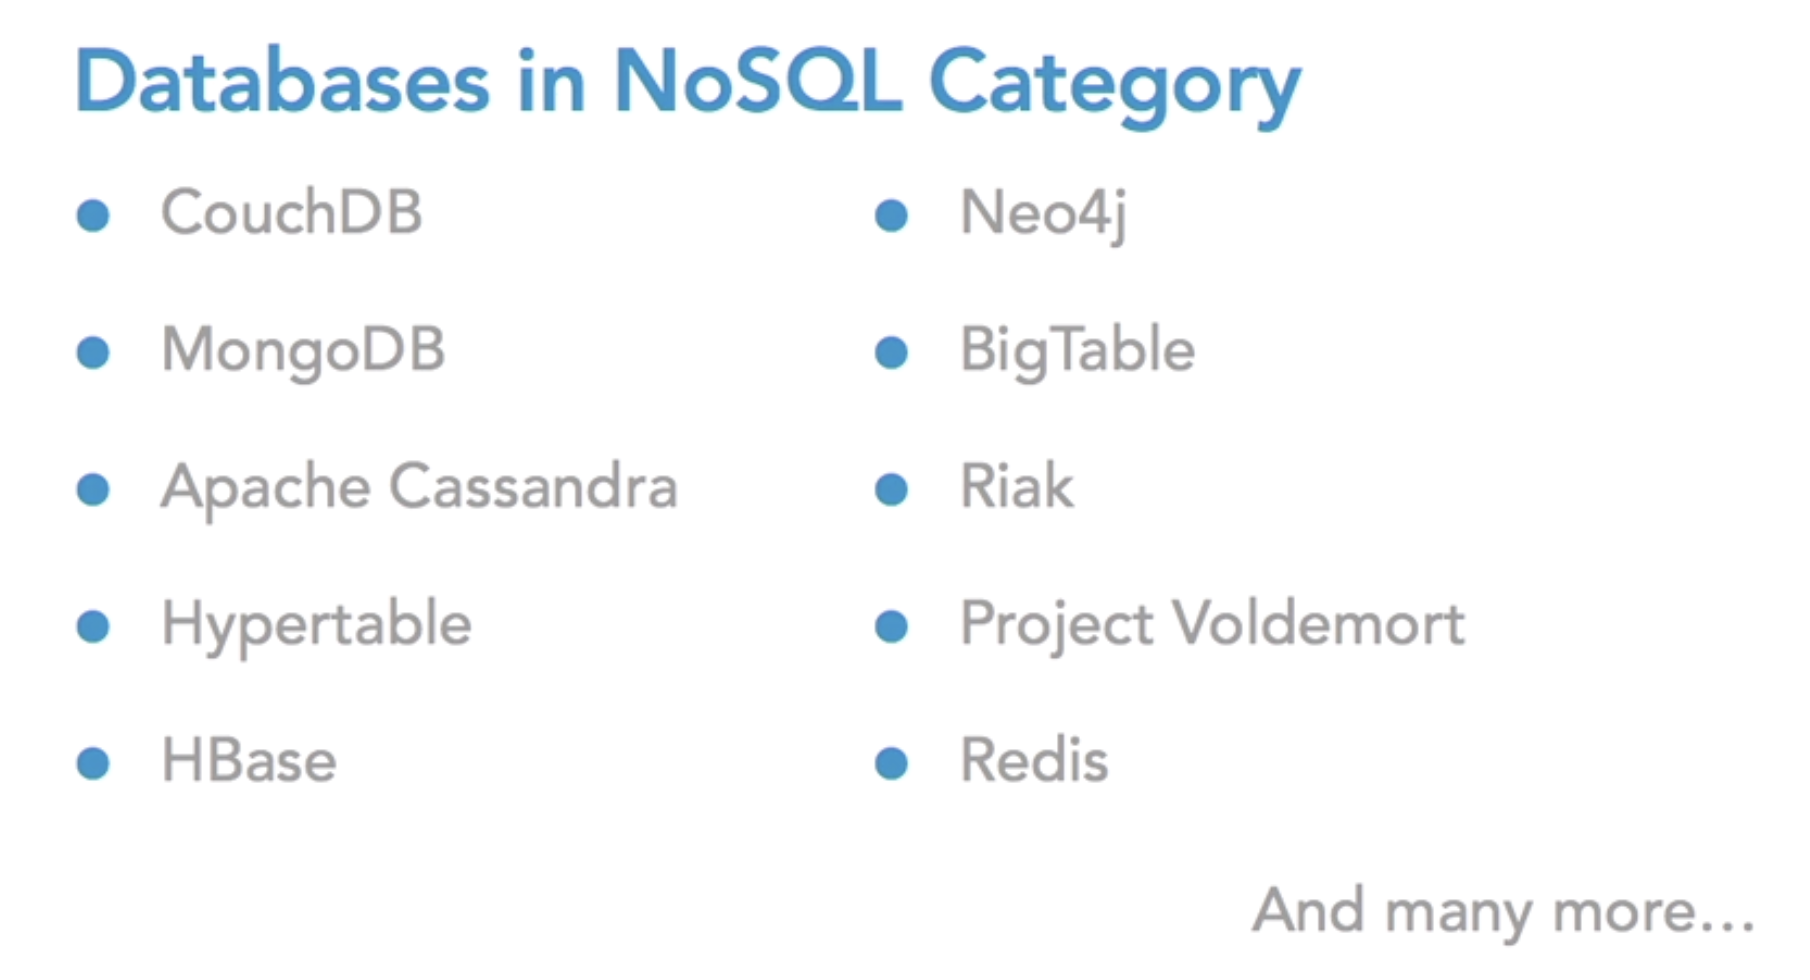 Databases in NoSQL Category
CouchDB
MongoDB
Apache Cassandra
Hypertable
HBase
Neo4j
BigTable
Riak
Project Voldemort
Redis
And many more...